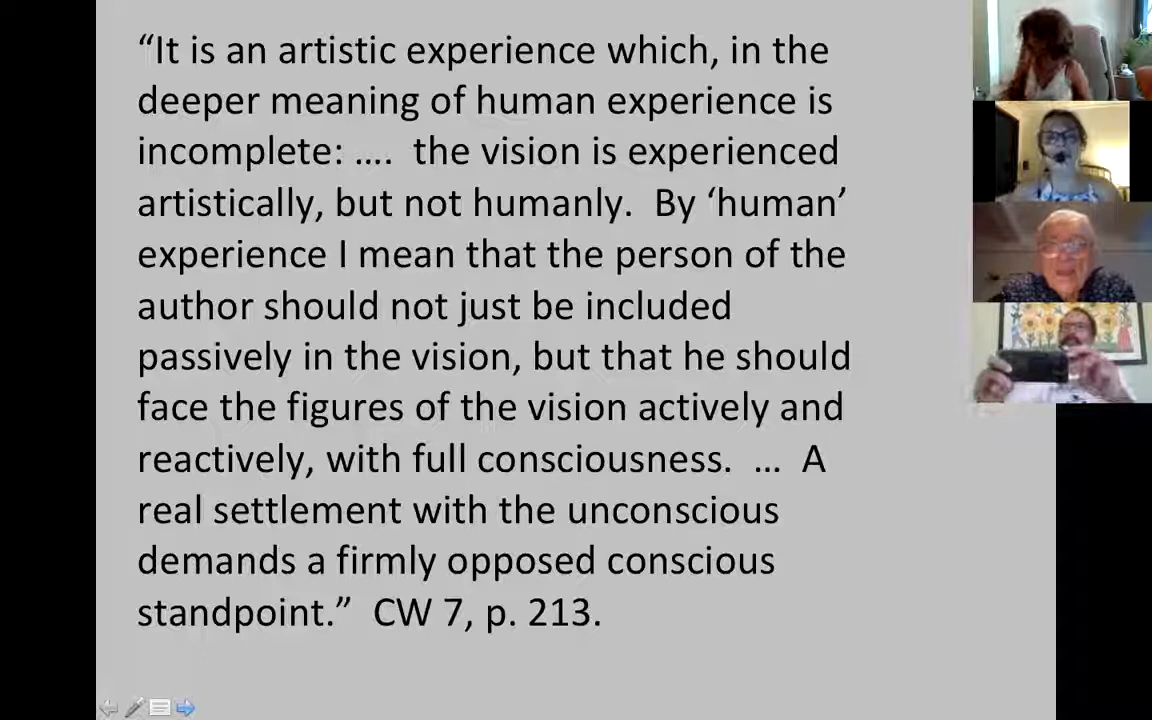 “It is an artistic experience which, in the
deeper meaning of human experience is
incomplete: ....  the vision is experienced
artistically, but not humanly.  By ‘human’
experience I mean that the person of the
author should not just be included
passively in the vision, but that he should
face the figures of the vision actively and
reactively, with full consciousness.  ...  A
real settlement with the unconscious
demands a firmly opposed conscious
standpoint.”  CW 7, p. 213.